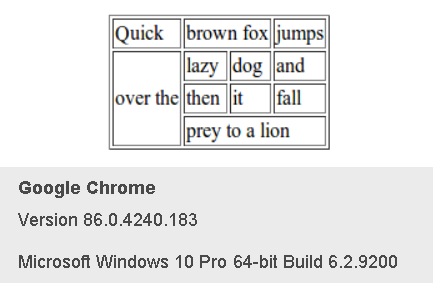 Quick brown fox jumps
lazy dog and
over the then it fall
prey to a lion
Google Chrome
Version 86.0.4240.183
Microsoft Windows 10 Pro 64-bit Build 6.2.9200